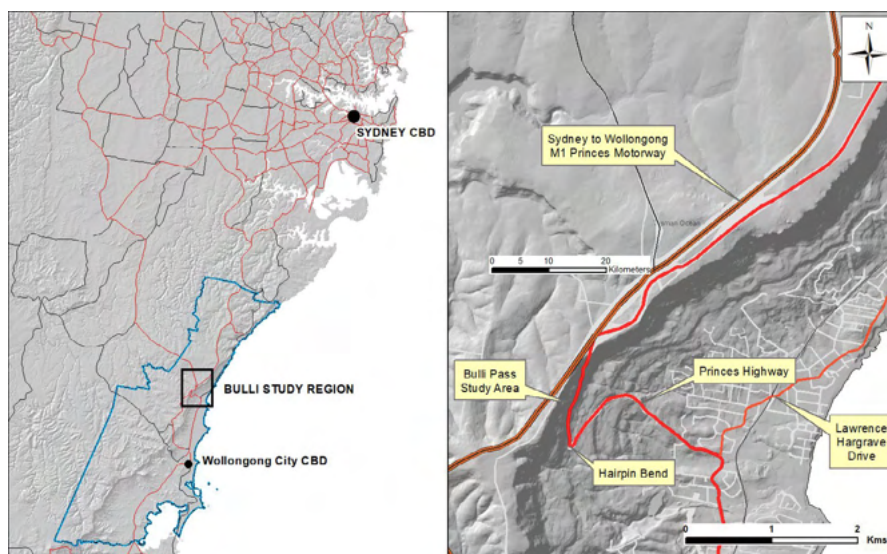 SYDNEY CBD
BULLI STUDY REGION
Wollongong City CBD
N
Sydney to Wollongong
M1 Princes Motorway
0 5 10 20
Kilometers
Bulli Pass
Study Area
Princes Highway
Hairpin Bend
Lawrence
Hargrave
Drive
0 1 2
Kms